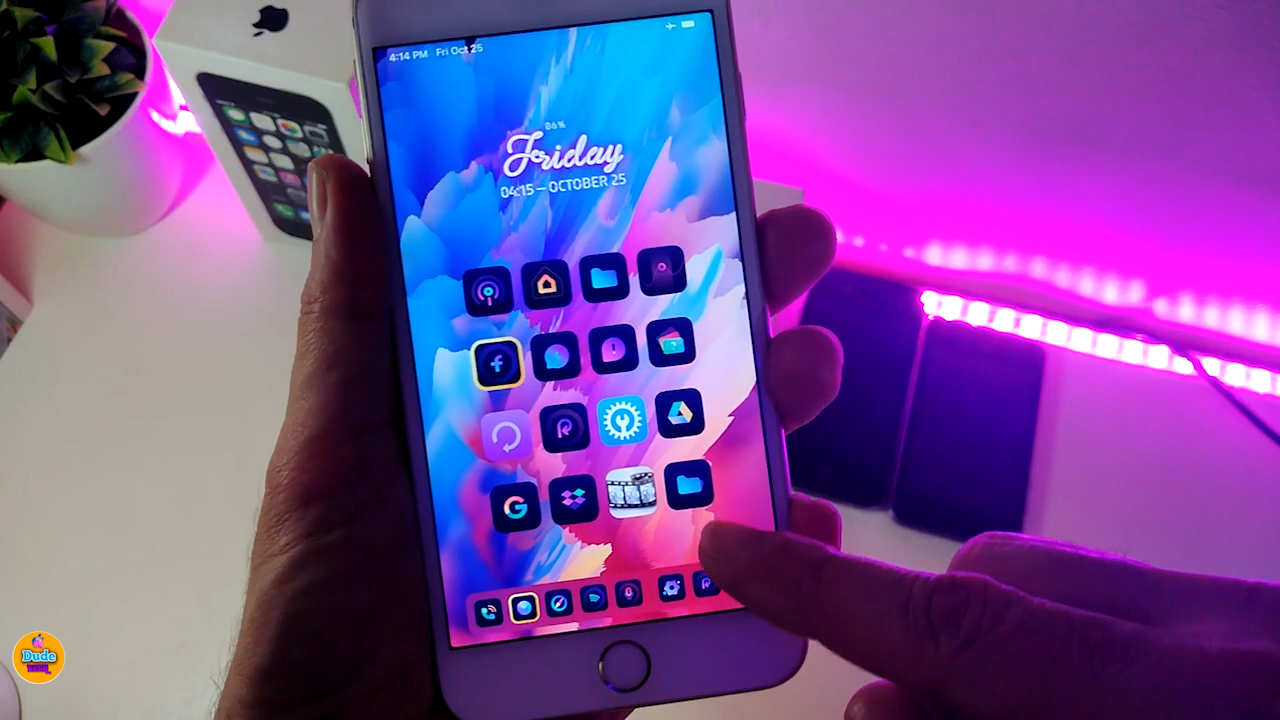 4:14 PM Fri Oct 25
86%
Friday
04:15 – OCTOBER 25
Dude